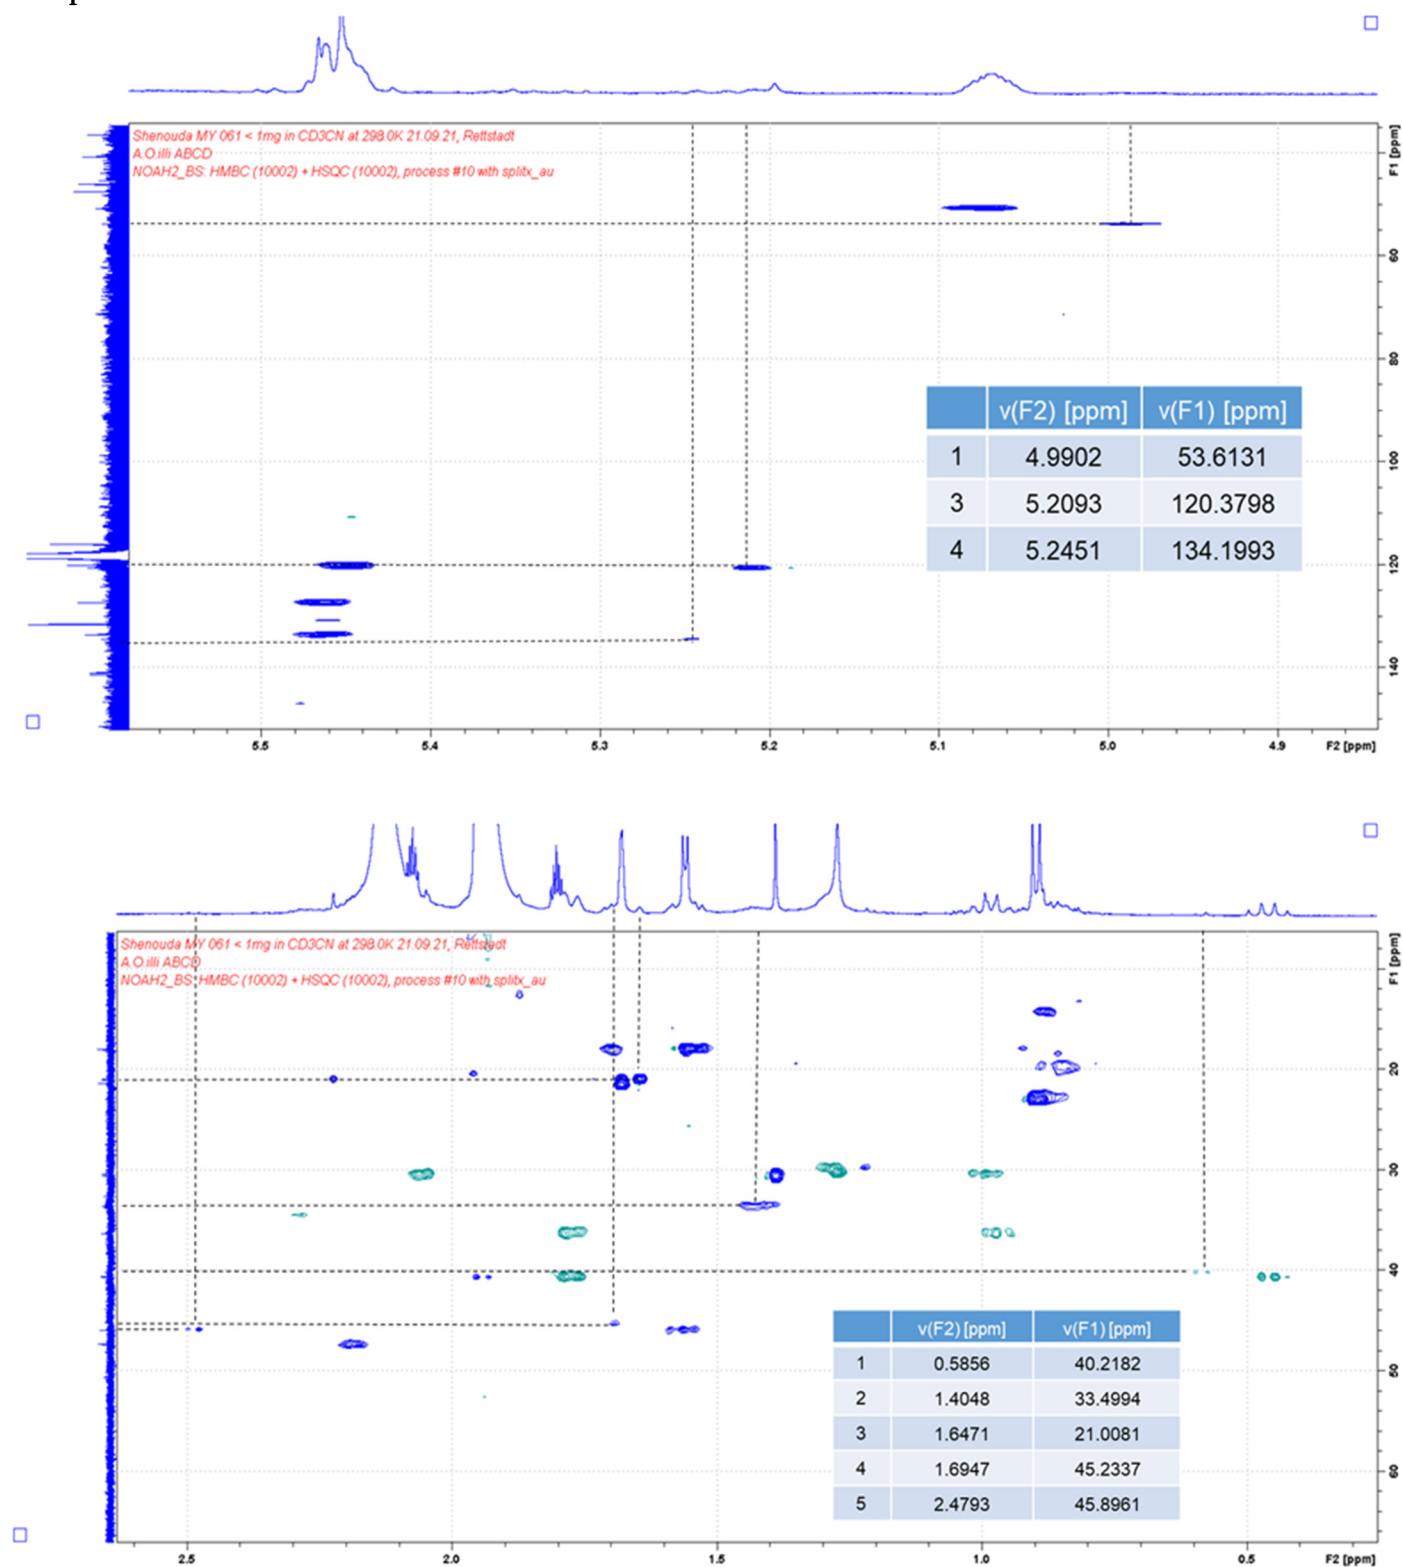 Shenouda MY 061 < 1mg in CD3CN at 298.0K 21.09.21, Rettstadt
A.O.illi ABCD
NOAH2_BS: HMBC (10002) + HSQC (10002), process #10 with splitx_au
F1 [ppm]
60
80
100
120
140
v(F2) [ppm] v(F1) [ppm]
1 4.9902 53.6131
3 5.2093 120.3798
4 5.2451 134.1993
5.5 5.4 5.3 5.2 5.1 5.0 4.9 F2 [ppm]
Shenouda MY 061 < 1mg in CD3CN at 298.0K 21.09.21, Rettstadt
A.O.illi ABCD
NOAH2_BS: HMBC (10002) + HSQC (10002), process #10 with splitx_au
F1 [ppm]
20
30
40
50
60
v(F2) [ppm] v(F1) [ppm]
1 0.5856 40.2182
2 1.4048 33.4994
3 1.6471 21.0081
4 1.6947 45.2337
5 2.4793 45.8961
2.5 2.0 1.5 1.0 0.5 F2 [ppm]